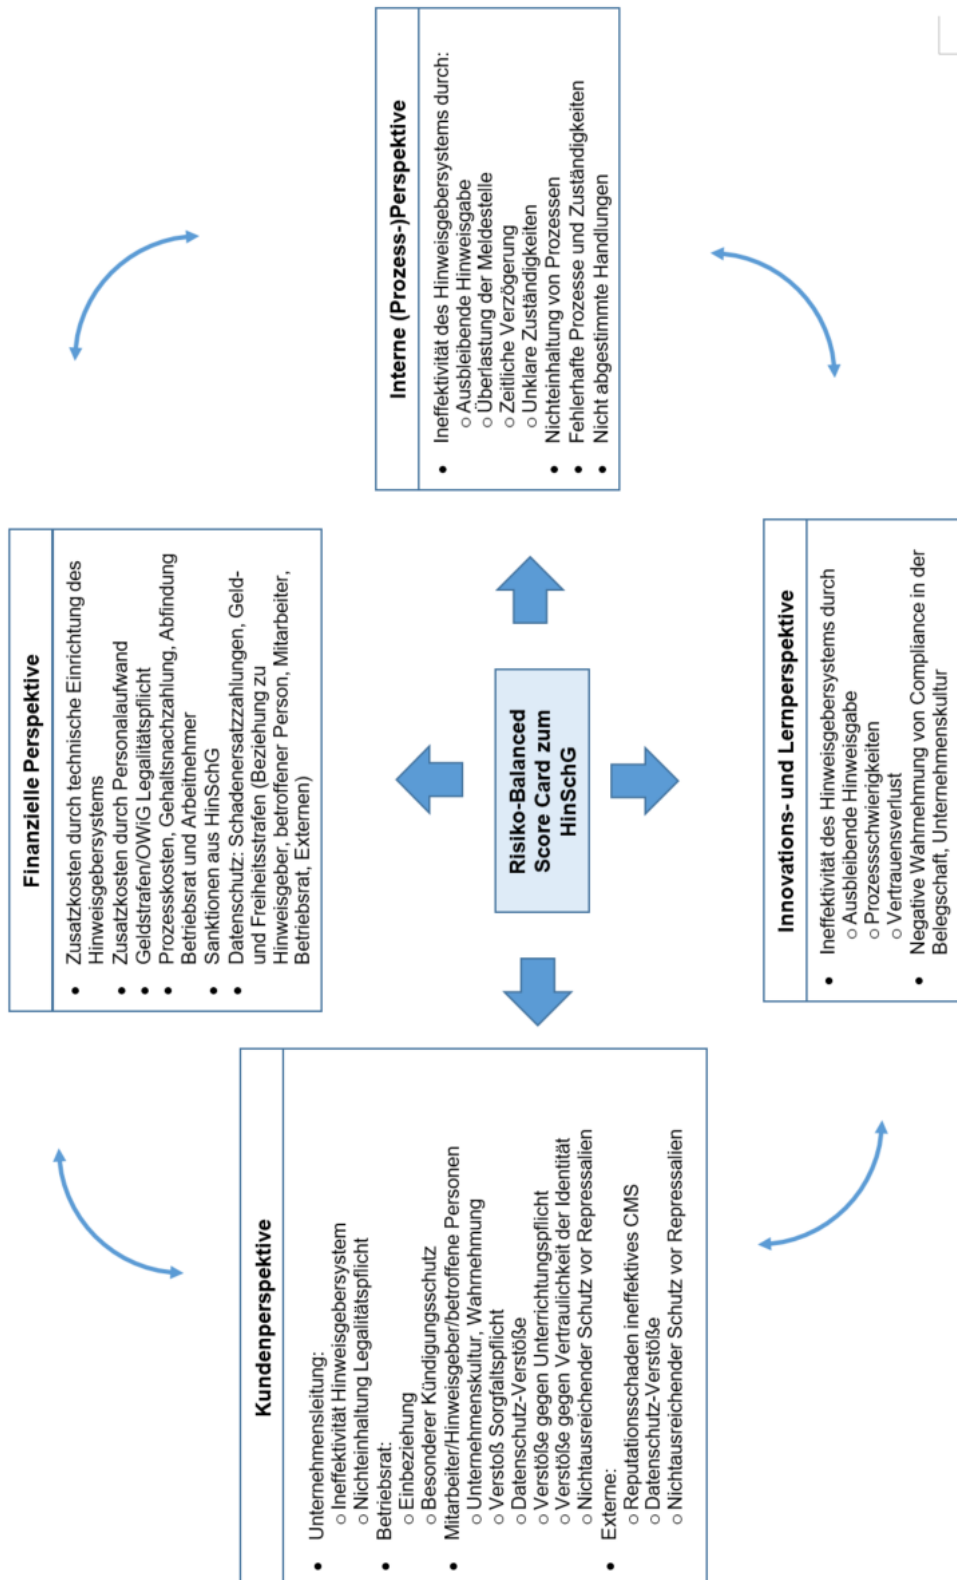 Finanzielle Perspektive
• Zusatzkosten durch technische Einrichtung des
Hinweisgebersystems
• Zusatzkosten durch Personalaufwand
• Geldstrafen/OWiG Legalitätspflicht
• Prozesskosten, Gehaltsnachzahlung, Abfindung
Betriebsrat und Arbeitnehmer
• Sanktionen aus HinSchG
• Datenschutz: Schadenersatzzahlungen, Geld-
und Freiheitsstrafen (Beziehung zu
Hinweisgeber, betroffener Person, Mitarbeiter,
Betriebsrat, Externen)
Kundenperspektive
• Unternehmensleitung:
○ Ineffektivität Hinweisgebersystem
○ Nichteinhaltung Legalitätspflicht
• Betriebsrat:
○ Einbeziehung
○ Besonderer Kündigungsschutz
• Mitarbeiter/Hinweisgeber/betroffene Personen
○ Unternehmenskultur, Wahrnehmung
○ Verstoß Sorgfaltspflicht
○ Datenschutz-Verstöße
○ Verstöße gegen Unterrichtungspflicht
○ Verstöße gegen Vertraulichkeit der Identität
○ Nichtausreichender Schutz vor Repressalien
• Externe:
○ Reputationsschaden ineffektives CMS
○ Datenschutz-Verstöße
○ Nichtausreichender Schutz vor Repressalien
Risiko-Balanced
Score Card zum
HinSchG
Interne (Prozess-)Perspektive
• Ineffektivität des Hinweisgebersystems durch:
○ Ausbleibende Hinweisgabe
○ Überlastung der Meldestelle
○ Zeitliche Verzögerung
○ Unklare Zuständigkeiten
• Nichteinhaltung von Prozessen
• Fehlerhafte Prozesse und Zuständigkeiten
• Nicht abgestimmte Handlungen
Innovations- und Lernperspektive
• Ineffektivität des Hinweisgebersystems durch
○ Ausbleibende Hinweisgabe
○ Prozessschwierigkeiten
○ Vertrauensverlust
• Negative Wahrnehmung von Compliance in der
Belegschaft, Unternehmenskultur